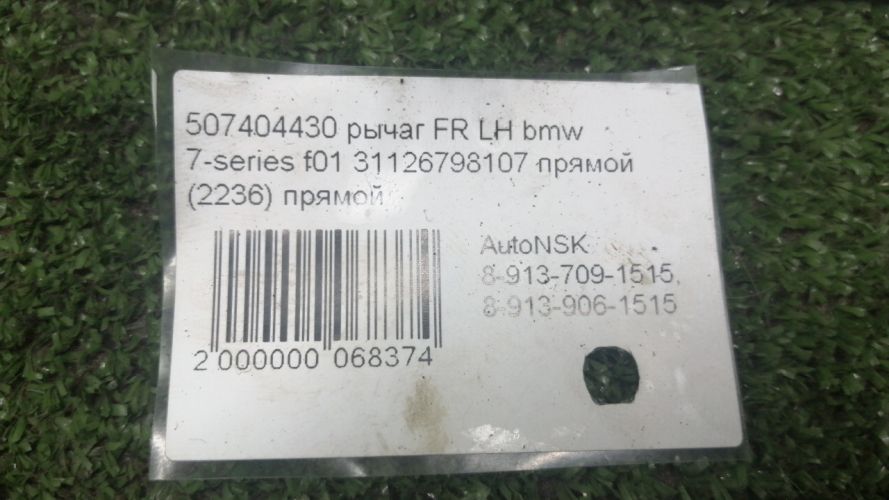 507404430 рычаг FR LH bmw
7-series f01 31126798107 прямой
(2236) прямой
AutoNSK
8-913-709-1515,
8-913-906-1515
2 000000 068374